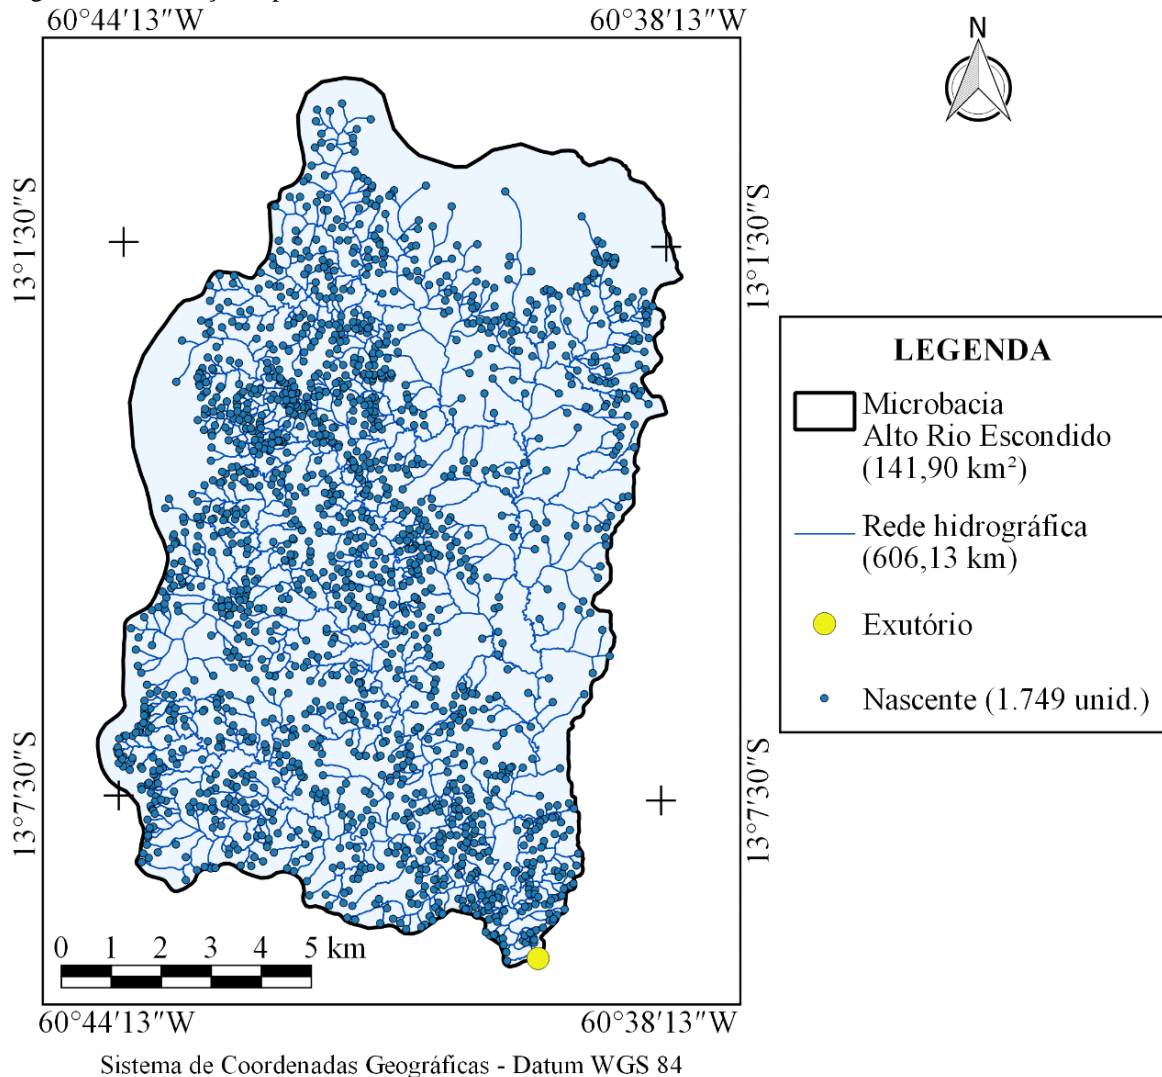 60°44′13″W
60°38′13″W
N
13°1′30″S
13°1′30″S
LEGENDA
Microbacia
Alto Rio Escondido
(141,90 km²)
Rede hidrográfica
(606,13 km)
Exutório
Nascente (1.749 unid.)
13°7′30″S
13°7′30″S
0 1 2 3 4 5 km
60°44′13″W
60°38′13″W
Sistema de Coordenadas Geográficas - Datum WGS 84